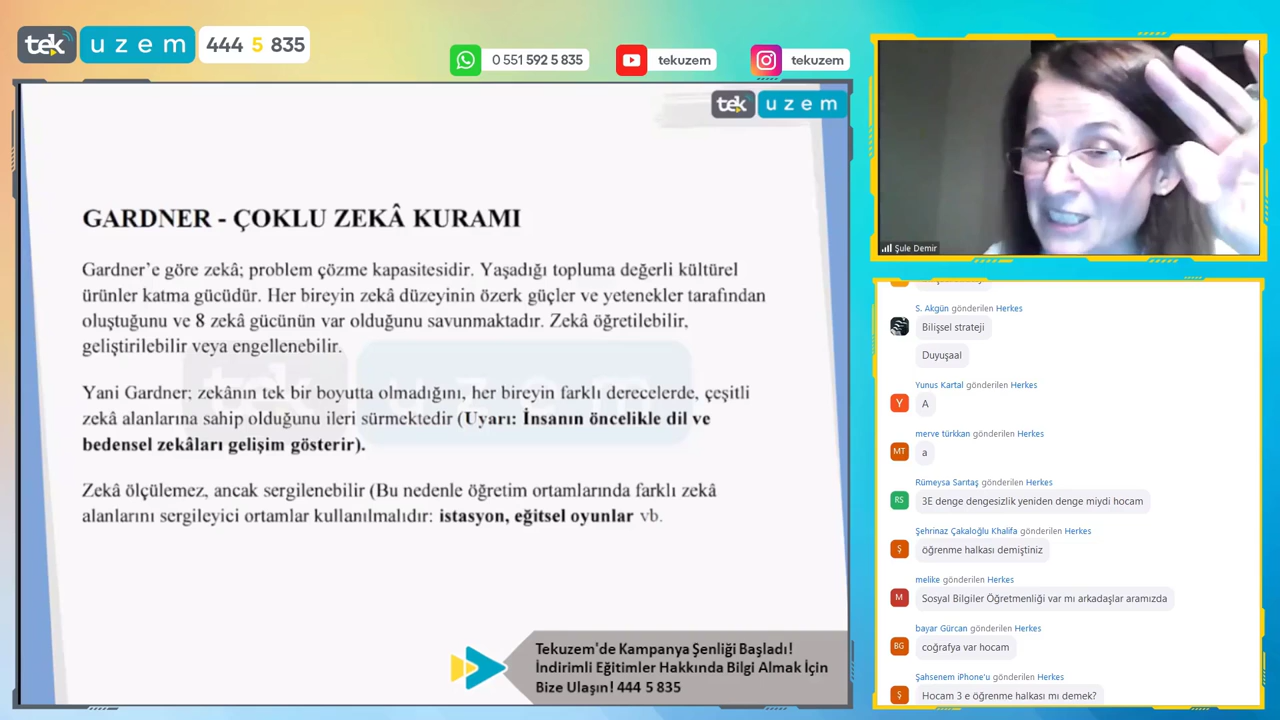 tek uzem 444 5 835
0 551 592 5 835
tekuzem
tekuzem
tek uzem
GARDNER - ÇOKLU ZEKÂ KURAMI
Gardner’e göre zekâ; problem çözme kapasitesidir. Yaşadığı topluma değerli kültürel
ürünler katma gücüdür. Her bireyin zekâ düzeyinin özerk güçler ve yetenekler tarafından
oluştuğunu ve 8 zekâ gücünün var olduğunu savunmaktadır. Zekâ öğretilebilir,
geliştirilebilir veya engellenebilir.
Yani Gardner; zekânın tek bir boyutta olmadığını, her bireyin farklı derecelerde, çeşitli
zekâ alanlarına sahip olduğunu ileri sürmektedir (Uyarı: İnsanın öncelikle dil ve
bedensel zekâları gelişim gösterir).
Zekâ ölçülemez, ancak sergilenebilir (Bu nedenle öğretim ortamlarında farklı zekâ
alanlarını sergileyici ortamlar kullanılmalıdır: istasyon, eğitsel oyunlar vb.
Tekuzem'de Kampanya Şenliği Başladı!
İndirimli Eğitimler Hakkında Bilgi Almak İçin
Bize Ulaşın! 444 5 835
Şule Demir
S. Akgün gönderilen Herkes
Bilişsel strateji
Duyuşaal
Yunus Kartal gönderilen Herkes
Y
A
merve türkkan gönderilen Herkes
MT
a
Rümeysa Sarıtaş gönderilen Herkes
RS
3E denge dengesizlik yeniden denge miydi hocam
Şehrinaz Çakaloğlu Khalifa gönderilen Herkes
Ş
öğrenme halkası demiştiniz
melike gönderilen Herkes
M
Sosyal Bilgiler Öğretmenliği var mı arkadaşlar aramızda
bayar Gürcan gönderilen Herkes
BG
coğrafya var hocam
Şahsenem iPhone'u gönderilen Herkes
Ş
Hocam 3 e öğrenme halkası mı demek?